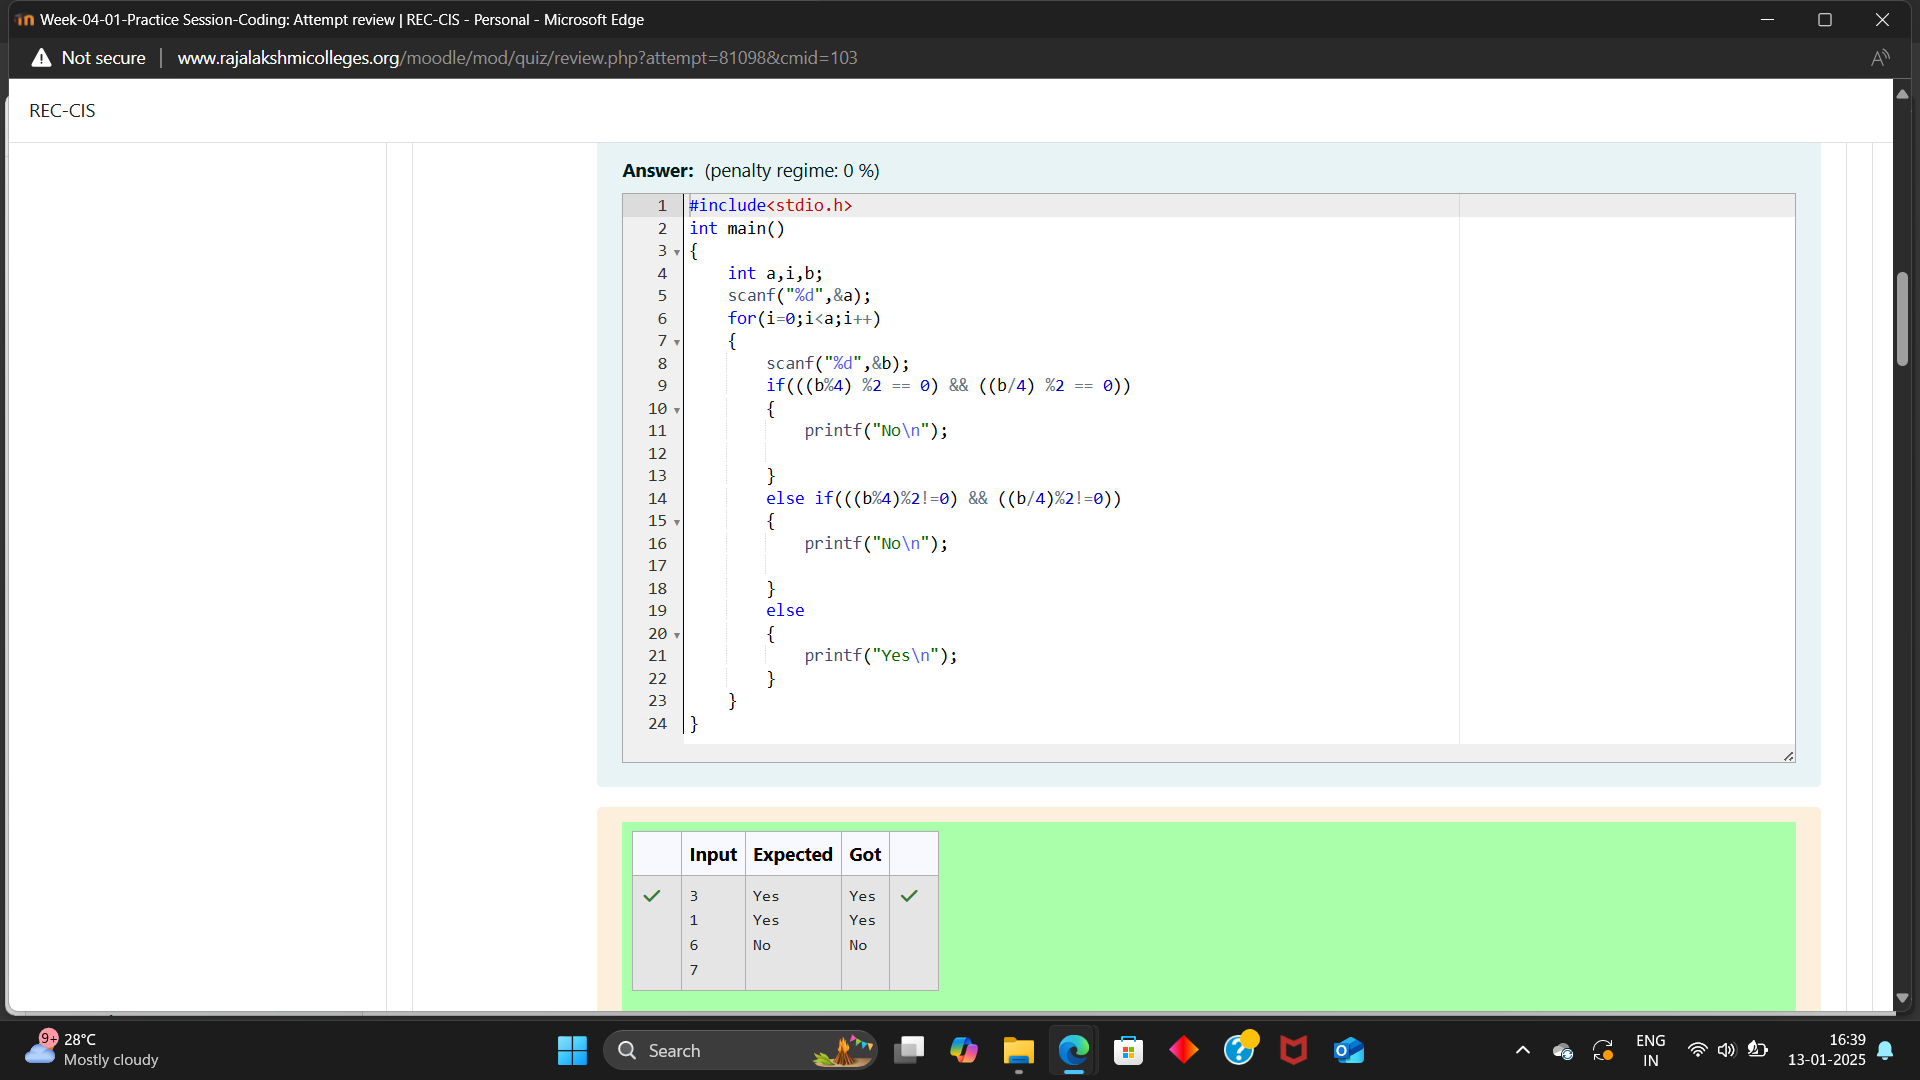 Week-04-01-Practice Session-Coding: Attempt review | REC-CIS - Personal - Microsoft Edge
Not secure | www.rajalakshmicolleges.org/moodle/mod/quiz/review.php?attempt=81098&cmid=103
REC-CIS
Answer: (penalty regime: 0 %)
1 #include<stdio.h>
2 int main()
3 {
4 int a,i,b;
5 scanf("%d",&a);
6 for(i=0;i<a;i++)
7 {
8 scanf("%d",&b);
9 if(((b%4) %2 == 0) && ((b/4) %2 == 0))
10 {
11 printf("No\n");
12
13 }
14 else if(((b%4)%2!=0) && ((b/4)%2!=0))
15 {
16 printf("No\n");
17
18 }
19 else
20 {
21 printf("Yes\n");
22 }
23 }
24 }
Input Expected Got
3 Yes Yes
1 Yes Yes
6 No No
7
9+ 28°C
Mostly cloudy
Search
ENG
IN
16:39
13-01-2025